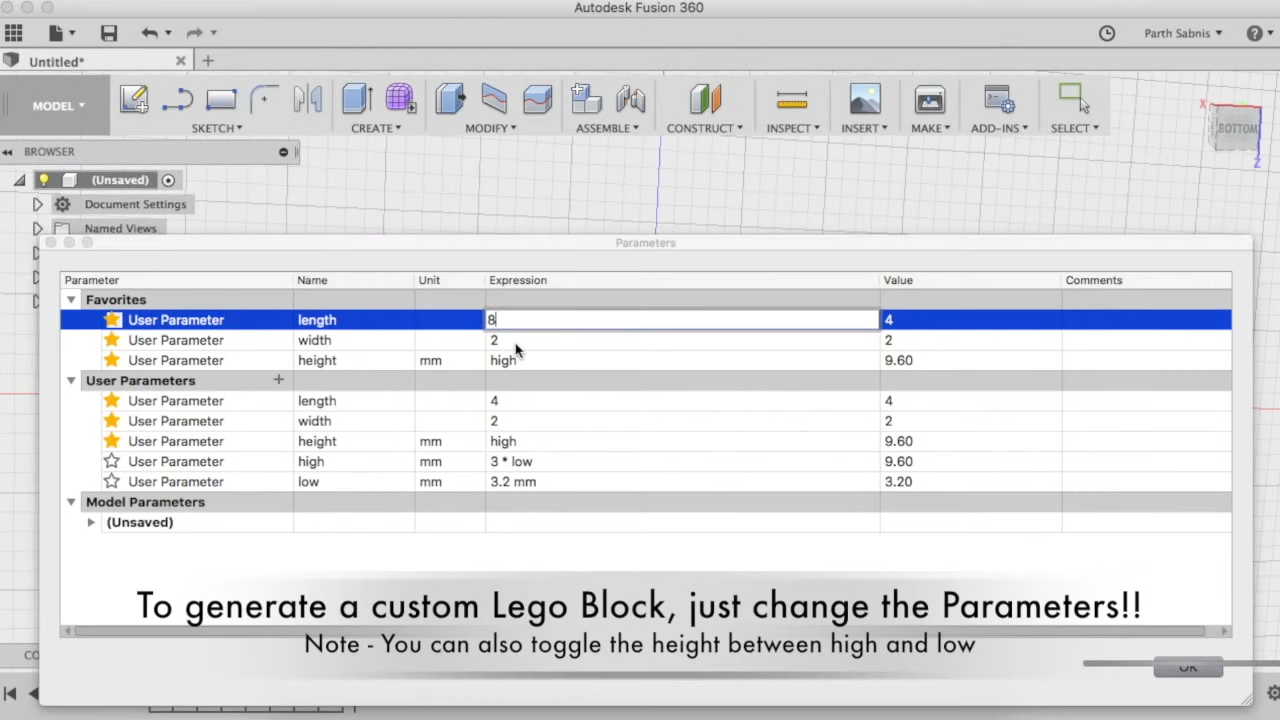 Autodesk Fusion 360
Parth Sabnis
Untitled*
MODEL
SKETCH
CREATE
MODIFY
ASSEMBLE
CONSTRUCT
INSPECT
INSERT
MAKE
ADD-INS
SELECT
X
BOTTOM
Z
BROWSER
(Unsaved)
Document Settings
Named Views
Parameters
Parameter Name Unit Expression Value Comments
Favorites
User Parameter length 8 4
User Parameter width 2 2
User Parameter height mm high 9.60
User Parameters +
User Parameter length 4 4
User Parameter width 2 2
User Parameter height mm high 9.60
User Parameter high mm 3 * low 9.60
User Parameter low mm 3.2 mm 3.20
Model Parameters
(Unsaved)
To generate a custom Lego Block, just change the Parameters!!
Note - You can also toggle the height between high and low
OK